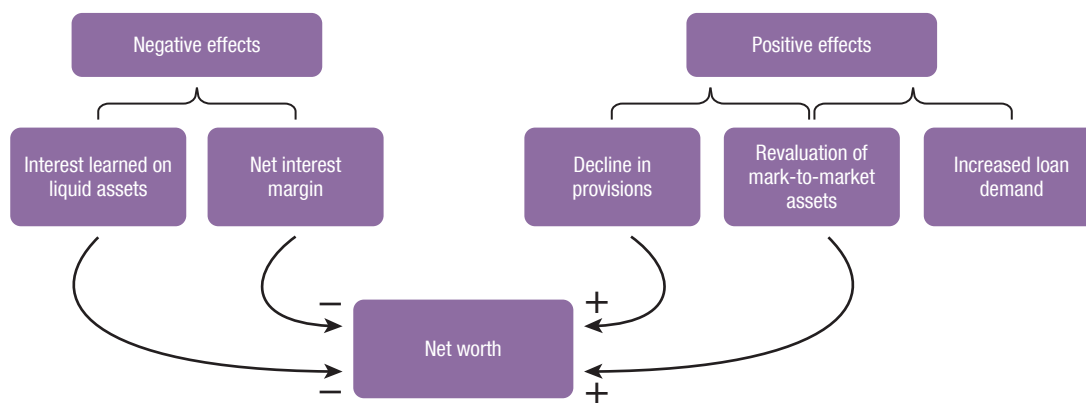 Negative effects
Positive effects
Interest learned on
liquid assets
Net interest
margin
Decline in
provisions
Revaluation of
mark-to-market
assets
Increased loan
demand
−
+
Net worth
−
+